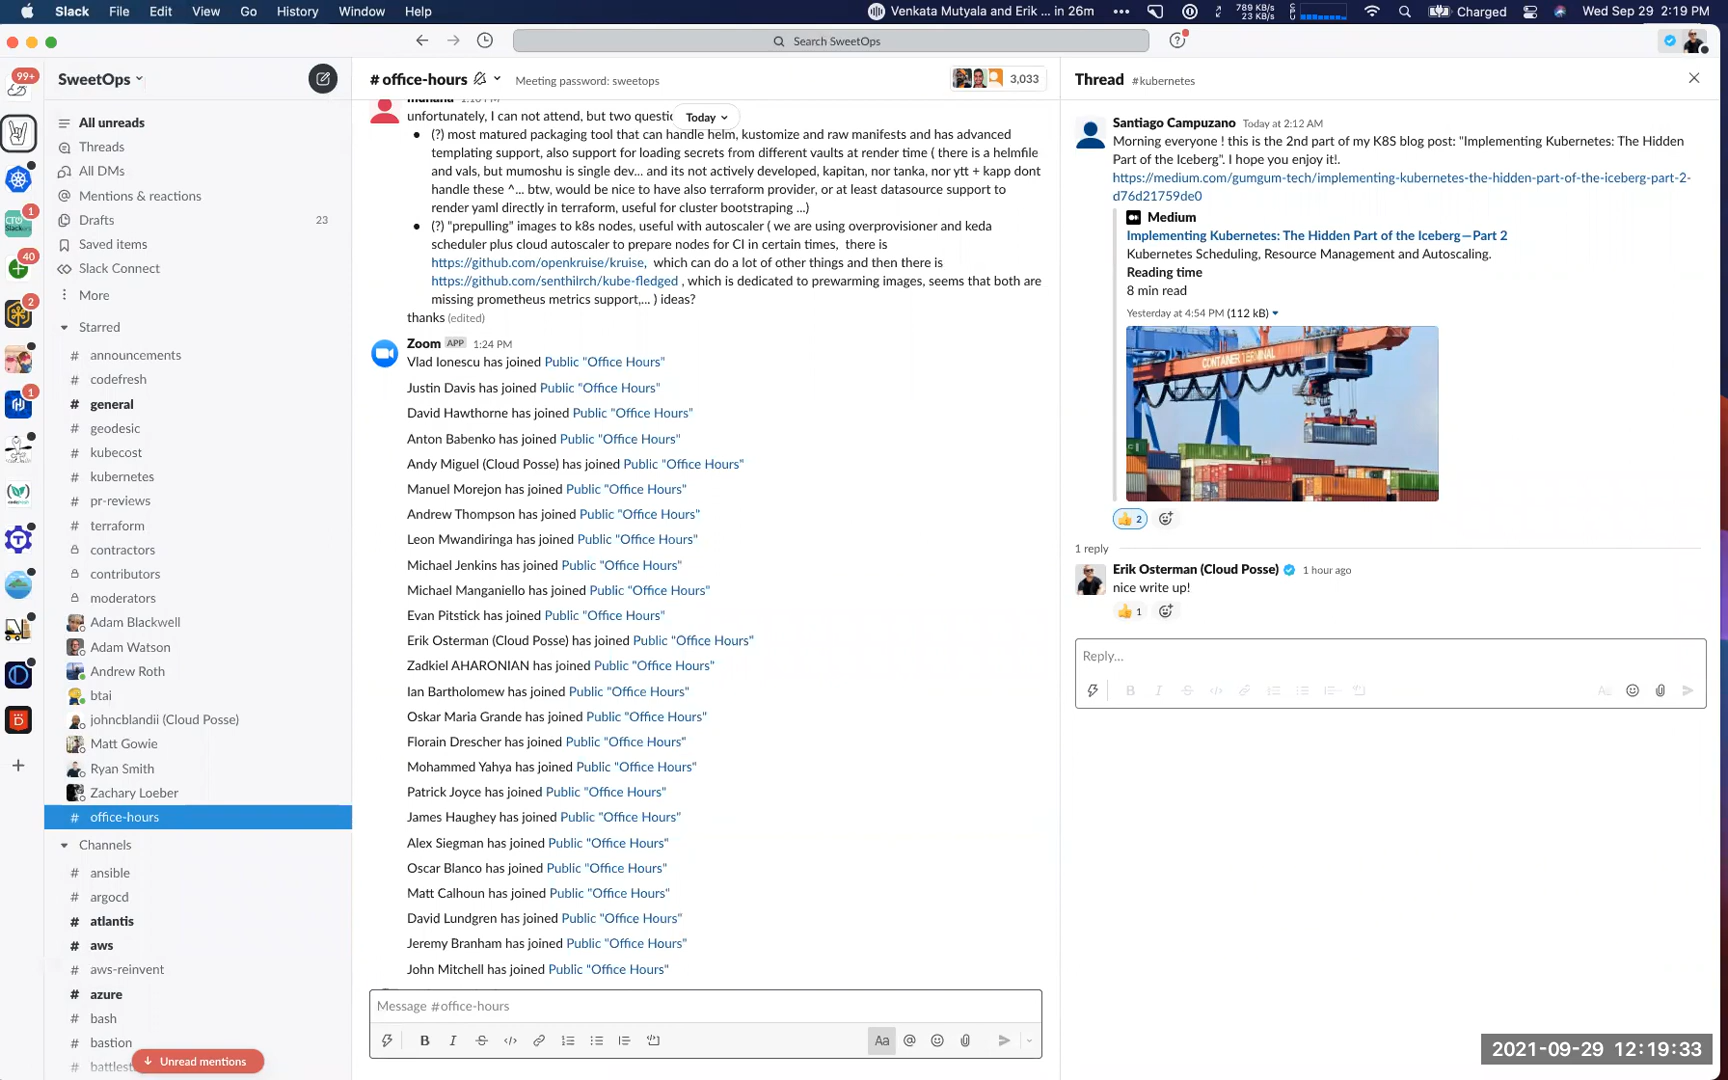 Slack File Edit View Go History Window Help
Venkata Mutyala and Erik ... in 26m
789 KB/s
23 KB/s
Charged
Wed Sep 29 2:19 PM
Search SweetOps
99+
1
40
2
1
SweetOps
All unreads
Threads
All DMs
Mentions & reactions
Drafts 23
Saved items
Slack Connect
More
Starred
# announcements
# codefresh
# general
# geodesic
# kubecost
# kubernetes
# pr-reviews
# terraform
contractors
contributors
moderators
Adam Blackwell
Adam Watson
Andrew Roth
btai
johncblandii (Cloud Posse)
Matt Gowie
Ryan Smith
Zachary Loeber
# office-hours
Channels
# ansible
# argocd
# atlantis
# aws
# aws-reinvent
# azure
# bash
# bastion
Unread mentions
# office-hours
Meeting password: sweetops
3,033
Today
unfortunately, I can not attend, but two questic
• (?) most matured packaging tool that can handle helm, kustomize and raw manifests and has advanced
templating support, also support for loading secrets from different vaults at render time ( there is a helmfile
and vals, but mumoshu is single dev... and its not actively developed, kapitan, nor tanka, nor ytt + kapp dont
handle these ^... btw, would be nice to have also terraform provider, or at least datasource support to
render yaml directly in terraform, useful for cluster bootstraping ...)
• (?) "prepulling" images to k8s nodes, useful with autoscaler ( we are using overprovisioner and keda
scheduler plus cloud autoscaler to prepare nodes for CI in certain times, there is
https://github.com/openkruise/kruise, which can do a lot of other things and then there is
https://github.com/senthilrch/kube-fledged , which is dedicated to prewarming images, seems that both are
missing prometheus metrics support,... ) ideas?
thanks (edited)
Zoom APP 1:24 PM
Vlad Ionescu has joined Public "Office Hours"
Justin Davis has joined Public "Office Hours"
David Hawthorne has joined Public "Office Hours"
Anton Babenko has joined Public "Office Hours"
Andy Miguel (Cloud Posse) has joined Public "Office Hours"
Manuel Morejon has joined Public "Office Hours"
Andrew Thompson has joined Public "Office Hours"
Leon Mwandiringa has joined Public "Office Hours"
Michael Jenkins has joined Public "Office Hours"
Michael Manganiello has joined Public "Office Hours"
Evan Pitstick has joined Public "Office Hours"
Erik Osterman (Cloud Posse) has joined Public "Office Hours"
Zadkiel AHARONIAN has joined Public "Office Hours"
Ian Bartholomew has joined Public "Office Hours"
Oskar Maria Grande has joined Public "Office Hours"
Florain Drescher has joined Public "Office Hours"
Mohammed Yahya has joined Public "Office Hours"
Patrick Joyce has joined Public "Office Hours"
James Haughey has joined Public "Office Hours"
Alex Siegman has joined Public "Office Hours"
Oscar Blanco has joined Public "Office Hours"
Matt Calhoun has joined Public "Office Hours"
David Lundgren has joined Public "Office Hours"
Jeremy Branham has joined Public "Office Hours"
John Mitchell has joined Public "Office Hours"
Message #office-hours
B I S Aa @
Thread #kubernetes
Santiago Campuzano Today at 2:12 AM
Morning everyone ! this is the 2nd part of my K8S blog post: "Implementing Kubernetes: The Hidden
Part of the Iceberg". I hope you enjoy it!.
https://medium.com/gumgum-tech/implementing-kubernetes-the-hidden-part-of-the-iceberg-part-2-
d76d21759de0
Medium
Implementing Kubernetes: The Hidden Part of the Iceberg — Part 2
Kubernetes Scheduling, Resource Management and Autoscaling.
Reading time
8 min read
Yesterday at 4:54 PM (112 kB)
CONTAINER TERMINAL
2
1 reply
Erik Osterman (Cloud Posse) 1 hour ago
nice write up!
1
Reply...
B I S
2021-09-29 12:19:33